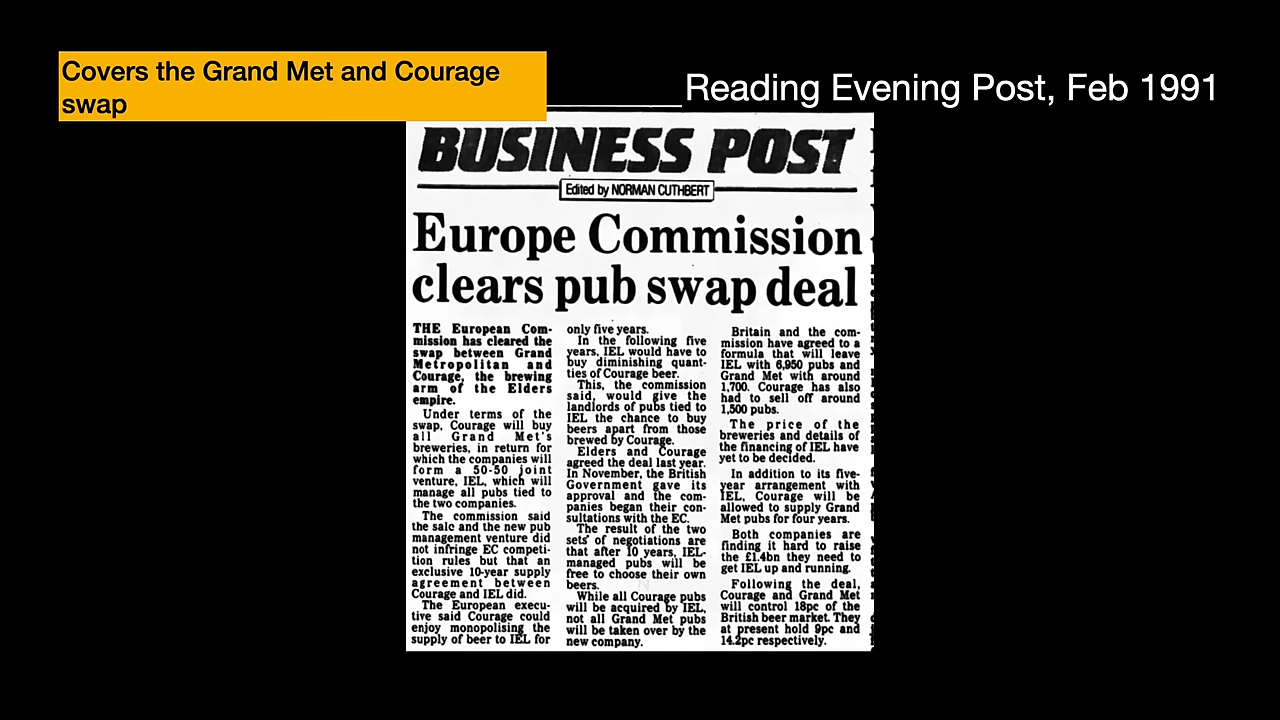 Covers the Grand Met and Courage
swap
Reading Evening Post, Feb 1991
BUSINESS POST
Edited by NORMAN CUTHBERT
Europe Commission
clears pub swap deal
THE European Com-
mission has cleared the
swap between Grand
Metropolitan and
Courage, the brewing
arm of the Elders
empire.
Under terms of the
swap, Courage will buy
all Grand Met's
breweries, in return for
which the companies will
form a 50-50 joint
venture, IEL, which will
manage all pubs tied to
the two companies.
The commission said
the sale and the new pub
management venture did
not infringe EC competi-
tion rules but that an
exclusive 10-year supply
agreement between
Courage and IEL did.
The European execu-
tive said Courage could
enjoy monopolising the
supply of beer to IEL for
only five years.
In the following five
years, IEL would have to
buy diminishing quant-
ties of Courage beer.
This, the commission
said, would give the
landlords of pubs tied to
IEL the chance to buy
beers apart from those
brewed by Courage.
Elders and Courage
agreed the deal last year.
In November, the British
Government gave its
approval and the com-
panies began their con-
sultations with the EC.
The result of the two
sets of negotiations are
that after 10 years, IEL-
managed pubs will be
free to choose their own
beers.
While all Courage pubs
will be acquired by IEL,
not all Grand Met pubs
will be taken over by the
new company.
Britain and the com-
mission have agreed to a
formula that will leave
IEL with 6,950 pubs and
Grand Met with around
1,700. Courage has also
had to sell off around
1,500 pubs.
The price of the
breweries and details of
the financing of IEL have
yet to be decided.
In addition to its five-
year arrangement with
IEL, Courage will be
allowed to supply Grand
Met pubs for four years.
Both companies are
finding it hard to raise
the £1.4bn they need to
get IEL up and running.
Following the deal,
Courage and Grand Met
will control 18pc of the
British beer market. They
at present hold 9pc and
14.2pc respectively.